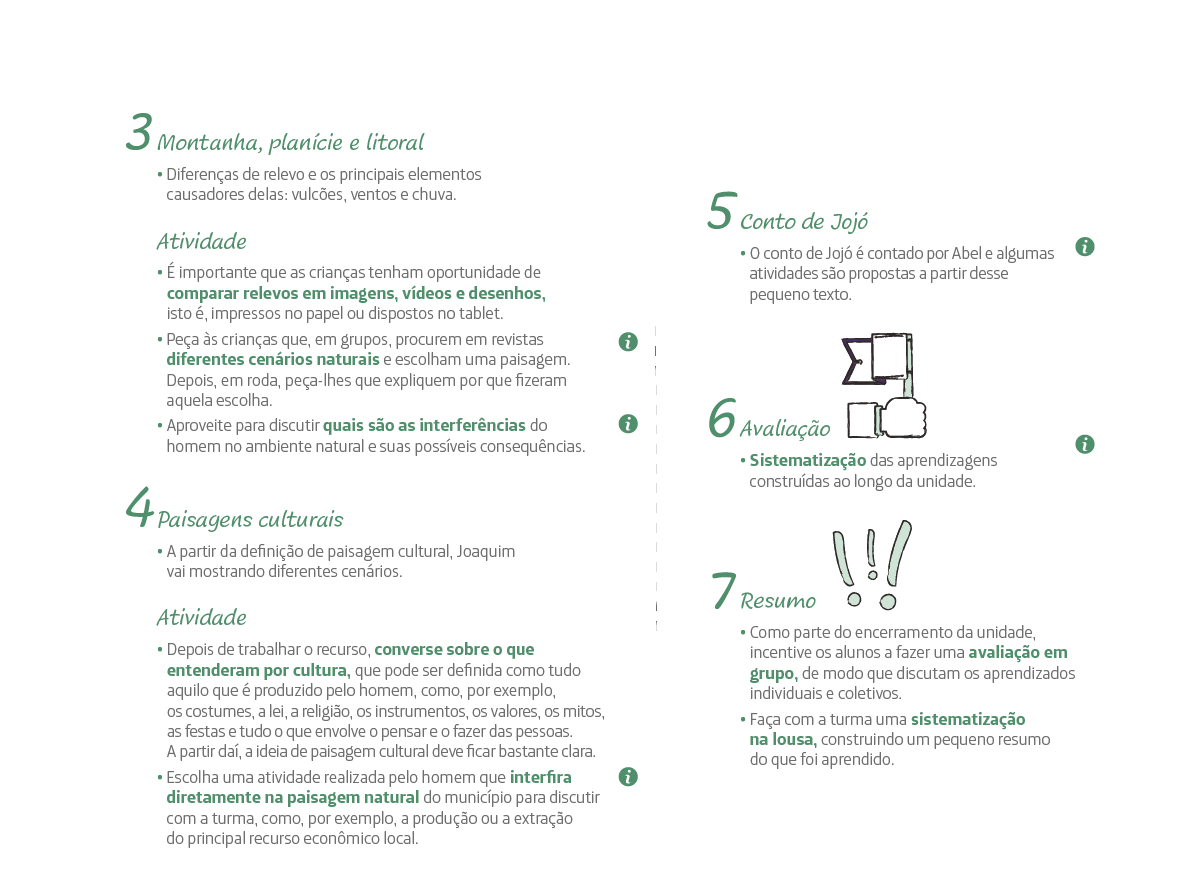 3 Montanha, planície e litoral
• Diferenças de relevo e os principais elementos
causadores delas: vulcões, ventos e chuva.
Atividade
• É importante que as crianças tenham oportunidade de
comparar relevos em imagens, vídeos e desenhos,
isto é, impressos no papel ou dispostos no tablet.
• Peça às crianças que, em grupos, procurem em revistas
diferentes cenários naturais e escolham uma paisagem.
Depois, em roda, peça-lhes que expliquem por que fizeram
aquela escolha.
• Aproveite para discutir quais são as interferências do
homem no ambiente natural e suas possíveis consequências.
4 Paisagens culturais
• A partir da definição de paisagem cultural, Joaquim
vai mostrando diferentes cenários.
Atividade
• Depois de trabalhar o recurso, converse sobre o que
entenderam por cultura, que pode ser definida como tudo
aquilo que é produzido pelo homem, como, por exemplo,
os costumes, a lei, a religião, os instrumentos, os valores, os mitos,
as festas e tudo o que envolve o pensar e o fazer das pessoas.
A partir daí, a ideia de paisagem cultural deve ficar bastante clara.
• Escolha uma atividade realizada pelo homem que interfira
diretamente na paisagem natural do município para discutir
com a turma, como, por exemplo, a produção ou a extração
do principal recurso econômico local.
5 Conto de Jojó
• O conto de Jojó é contado por Abel e algumas
atividades são propostas a partir desse
pequeno texto.
6 Avaliação
• Sistematização das aprendizagens
construídas ao longo da unidade.
7 Resumo
• Como parte do encerramento da unidade,
incentive os alunos a fazer uma avaliação em
grupo, de modo que discutam os aprendizados
individuais e coletivos.
• Faça com a turma uma sistematização
na lousa, construindo um pequeno resumo
do que foi aprendido.